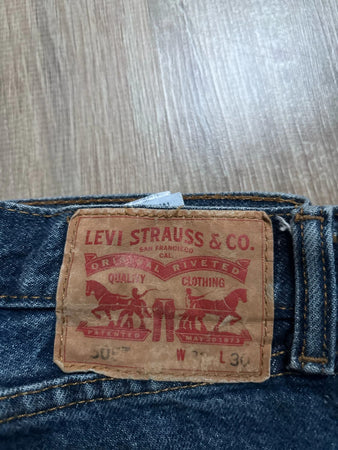 LEVI STRAUSS & CO.
SAN FRANCISCO
CAL.
ORIGINAL RIVETED
QUALITY CLOTHING
PATENTED MAY 20 1873
W L 30